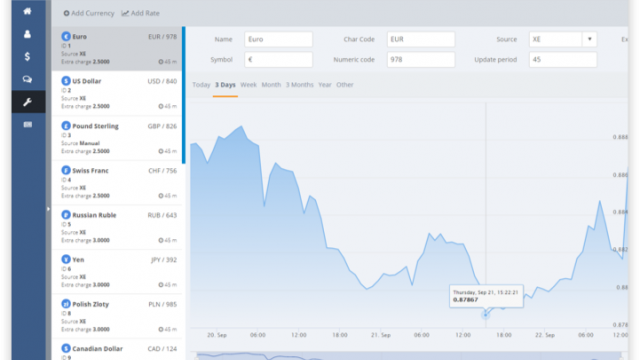 Add Currency Add Rate
€ Euro EUR / 978
ID 1
Source XE
Extra charge 2.5000 45 m
$ US Dollar USD / 840
ID 2
Source XE
Extra charge 2.5000 45 m
£ Pound Sterling GBP / 826
ID 3
Source Manual
Extra charge 2.5000 45 m
Swiss Franc CHF / 756
ID 4
Source XE
Extra charge 2.5000 45 m
Russian Ruble RUB / 643
ID 5
Source XE
Extra charge 3.0000 45 m
Yen JPY / 392
ID 6
Source XE
Extra charge 3.0000 45 m
Polish Zloty PLN / 985
ID 8
Source XE
Extra charge 3.0000 45 m
Canadian Dollar CAD / 124
ID 9
Name Euro Char Code EUR Source XE
Symbol € Numeric code 978 Update period 45
Today 3 Days Week Month 3 Months Year Other
0.888
0.886
0.884
0.882
0.88
0.878
Thursday, Sep 21, 15:22:21
0.87867
20. Sep 06:00 12:00 18:00 21. Sep 06:00 12:00 18:00 22. Sep 06:00 12:00